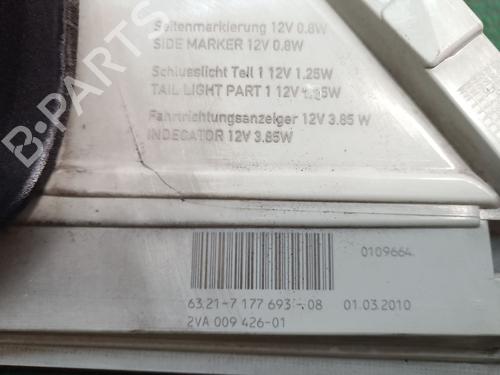 Seitenmarkierung 12V 0.8W
SIDE MARKER 12V 0.8W
Schlusslicht Teil 1 12V 1.25W
TAIL LIGHT PART 1 12V 1.25W
Fahrtrichtungsanzeiger 12V 3.85 W
INDECATOR 12V 3.85W
B-PARTS
0109664
63.21-7 177 693 -08 01.03.2010
2VA 009 426-01